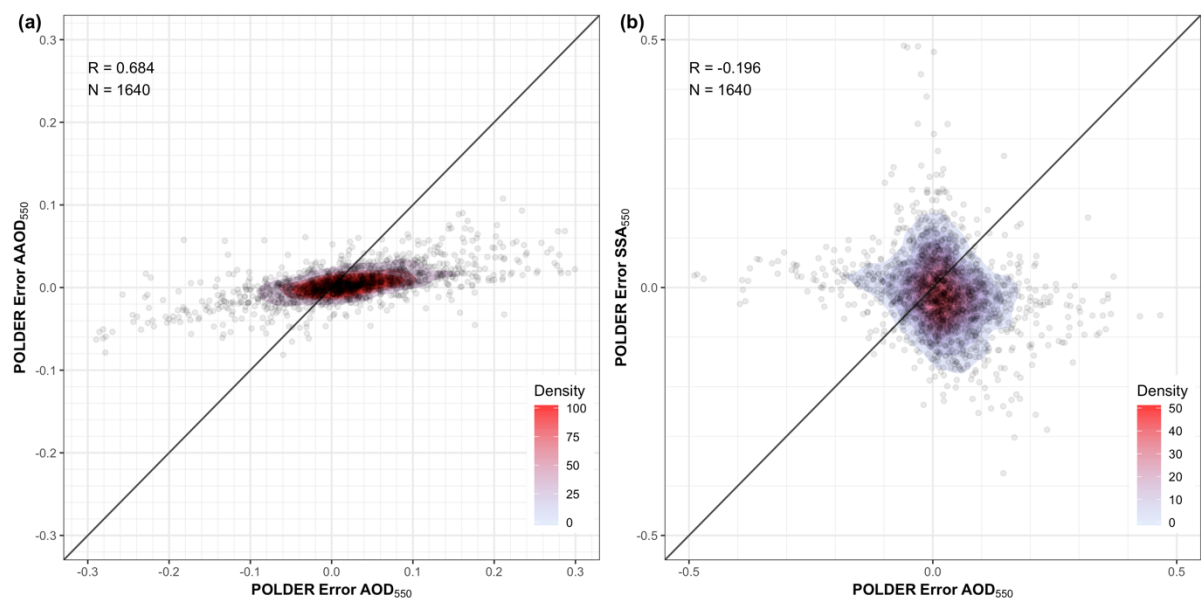 (a)
R = 0.684
N = 1640
0.3
0.2
0.1
0.0
-0.1
-0.2
-0.3
POLDER Error AAOD550
-0.3
-0.2
-0.1
0.0
0.1
0.2
0.3
POLDER Error AOD550
Density
100
75
50
25
0
(b)
R = -0.196
N = 1640
0.5
0.0
-0.5
POLDER Error SSA550
-0.5
0.0
0.5
POLDER Error AOD550
Density
50
40
30
20
10
0